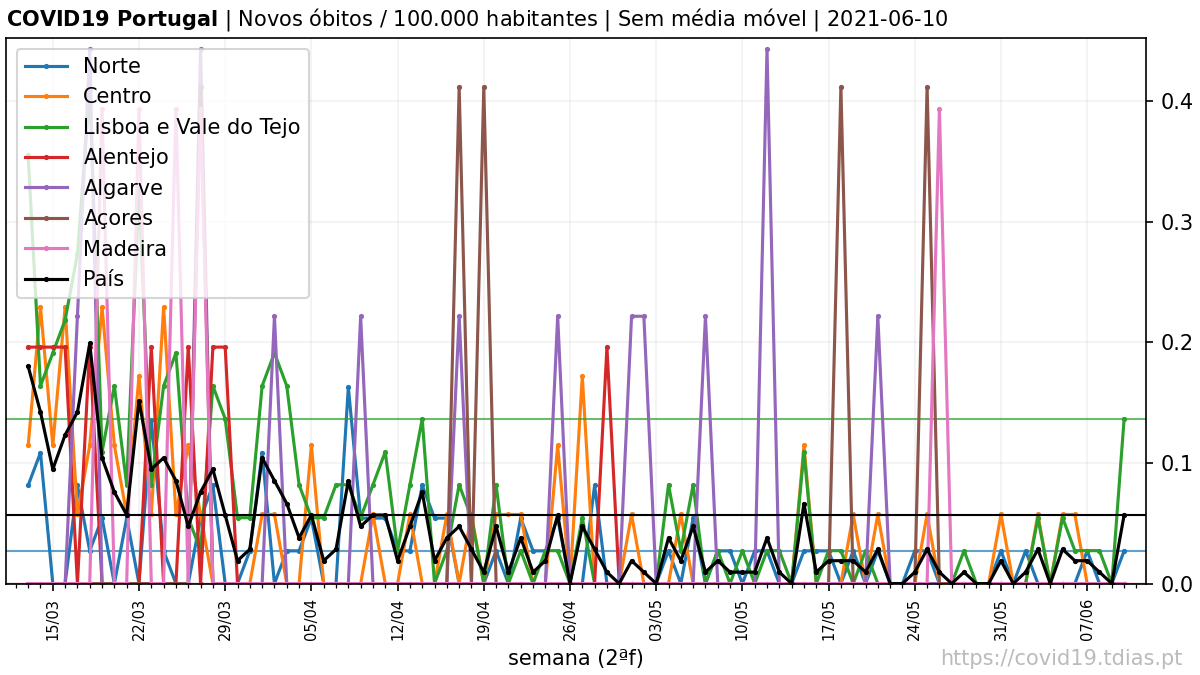 COVID19 Portugal | Novos óbitos / 100.000 habitantes | Sem média móvel | 2021-06-10
Norte
Centro
Lisboa e Vale do Tejo
Alentejo
Algarve
Açores
Madeira
País
0.4
0.3
0.2
0.1
0.0
15/03 22/03 29/03 05/04 12/04 19/04 26/04 03/05 10/05 17/05 24/05 31/05 07/06
semana (2ªf)
https://covid19.tdias.pt